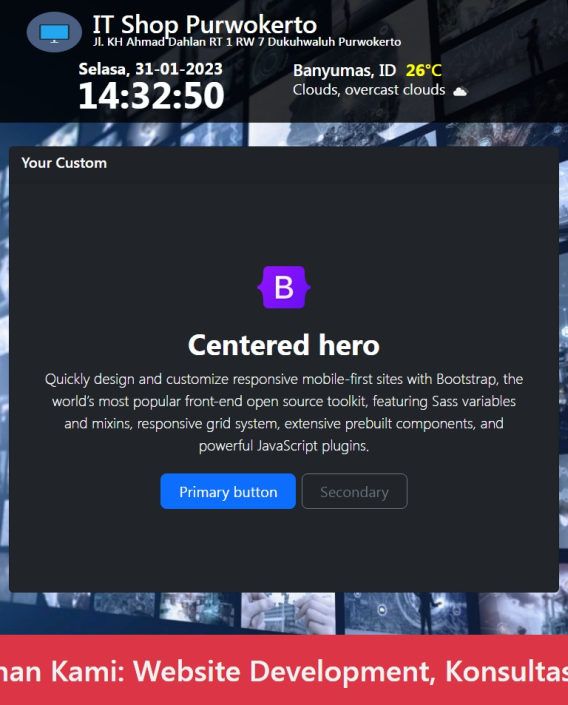 IT Shop Purwokerto
Jl. KH Ahmad Dahlan RT 1 RW 7 Dukuhwaluh Purwokerto
Selasa, 31-01-2023
14:32:50
Banyumas, ID 26°C
Clouds, overcast clouds
Your Custom
B
Centered hero
Quickly design and customize responsive mobile-first sites with Bootstrap, the
world's most popular front-end open source toolkit, featuring Sass variables
and mixins, responsive grid system, extensive prebuilt components, and
powerful JavaScript plugins.
Primary button
Secondary
nan Kami: Website Development, Konsultas